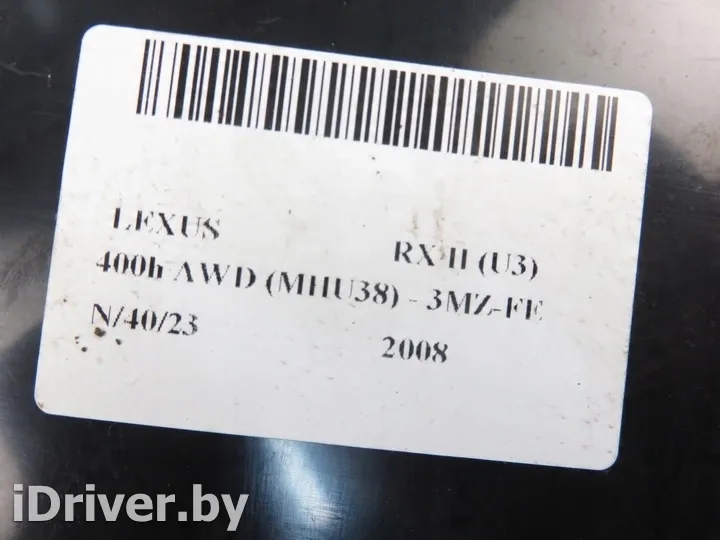 LEXUS RX II (U3)
400h AWD (MHU38) - 3MZ-FE
N/40/23 2008
iDriver.by